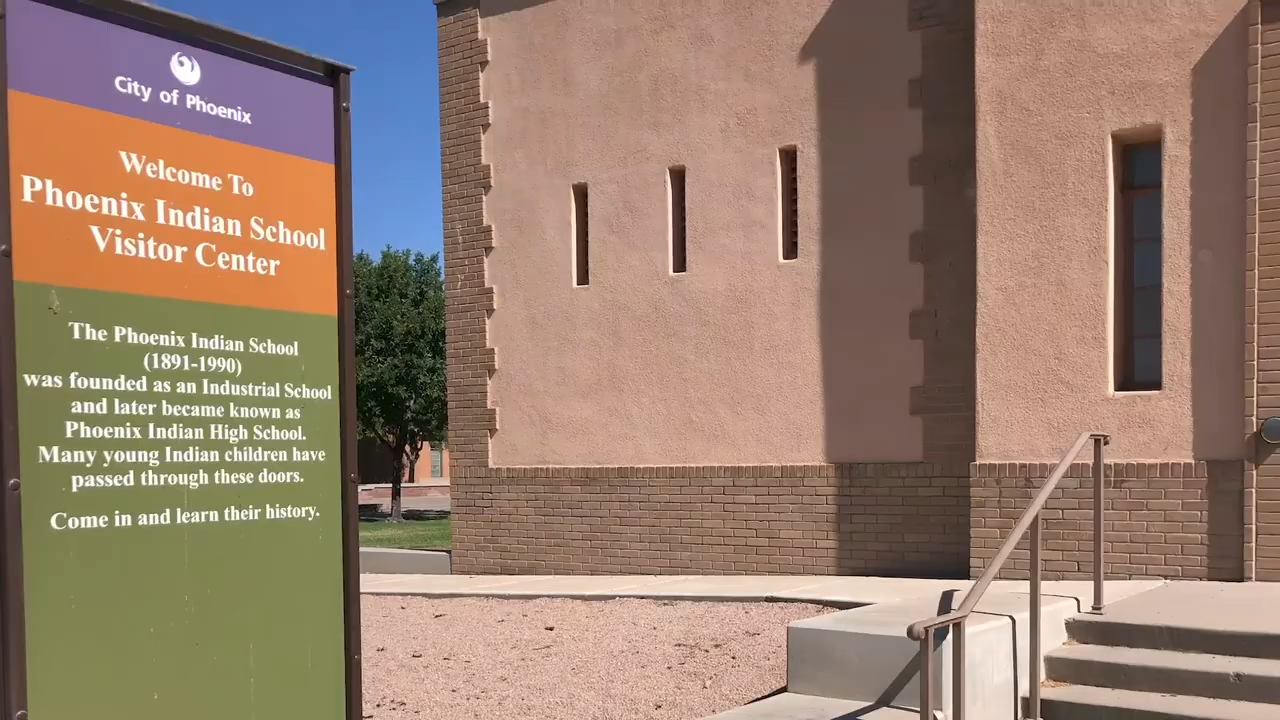 City of Phoenix
Welcome To
Phoenix Indian School
Visitor Center
The Phoenix Indian School
(1891-1990)
was founded as an Industrial School
and later became known as
Phoenix Indian High School.
Many young Indian children have
passed through these doors.
Come in and learn their history.